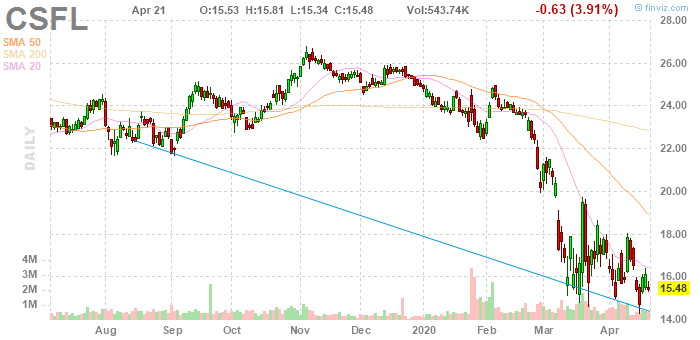 CSFL
Apr 21 O:15.53 H:15.81 L:15.34 C:15.48 Vol:543.74K -0.63 (3.91%)
© finviz.com
SMA 50
SMA 200
SMA 20
DAILY
28.00
26.00
24.00
22.00
20.00
18.00
16.00
15.48
14.00
4M
3M
2M
1M
Aug Sep Oct Nov Dec 2020 Feb Mar Apr